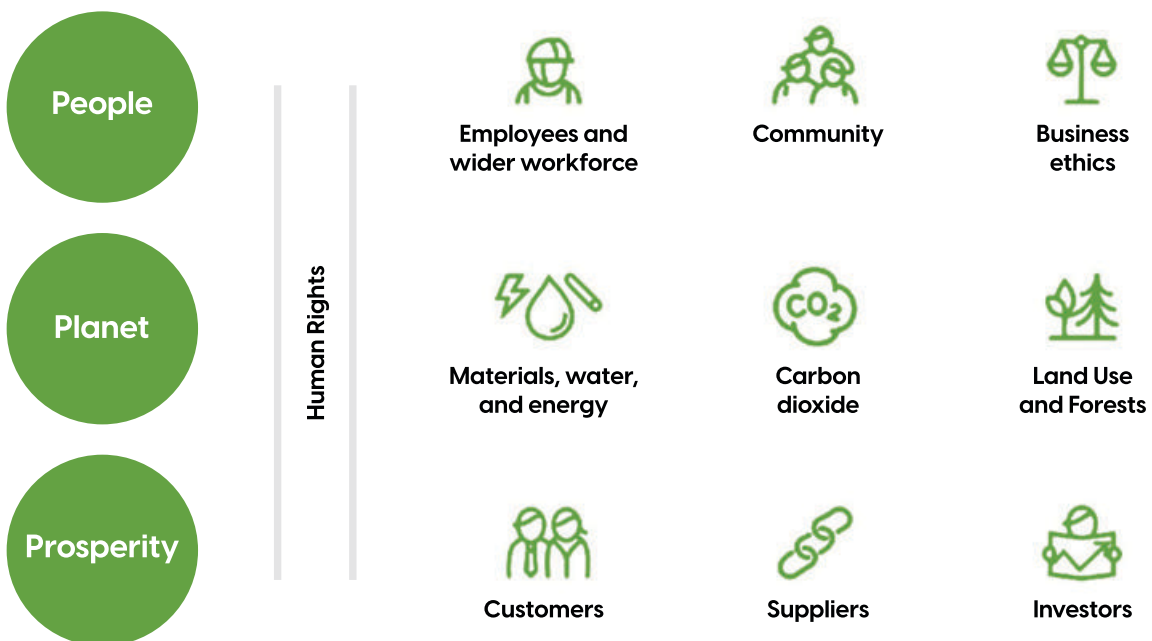 People
Employees and
wider workforce
Community
Business
ethics
Human Rights
Planet
Materials, water,
and energy
CO2
Carbon
dioxide
Land Use
and Forests
Prosperity
Customers
Suppliers
Investors